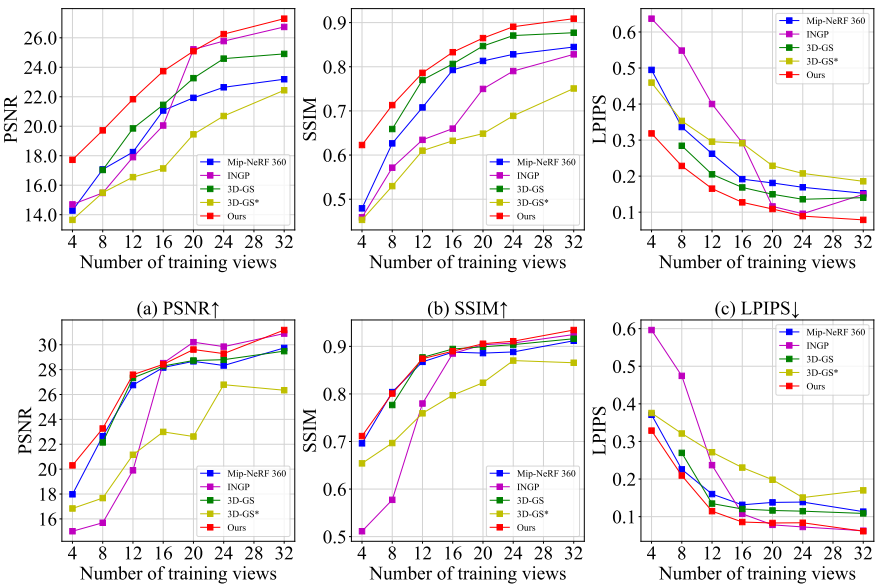 PSNR
26.0
24.0
22.0
20.0
18.0
16.0
14.0
4 8 12 16 20 24 28 32
Number of training views
Mip-NeRF 360
INGP
3D-GS
3D-GS*
Ours
SSIM
0.9
0.8
0.7
0.6
0.5
4 8 12 16 20 24 28 32
Number of training views
Mip-NeRF 360
INGP
3D-GS
3D-GS*
Ours
LPIPS
0.6
0.5
0.4
0.3
0.2
0.1
4 8 12 16 20 24 28 32
Number of training views
Mip-NeRF 360
INGP
3D-GS
3D-GS*
Ours
(a) PSNR↑
(b) SSIM↑
(c) LPIPS↓
PSNR
30
28
26
24
22
20
18
16
4 8 12 16 20 24 28 32
Number of training views
Mip-NeRF 360
INGP
3D-GS
3D-GS*
Ours
SSIM
0.9
0.8
0.7
0.6
0.5
4 8 12 16 20 24 28 32
Number of training views
Mip-NeRF 360
INGP
3D-GS
3D-GS*
Ours
LPIPS
0.6
0.5
0.4
0.3
0.2
0.1
4 8 12 16 20 24 28 32
Number of training views
Mip-NeRF 360
INGP
3D-GS
3D-GS*
Ours